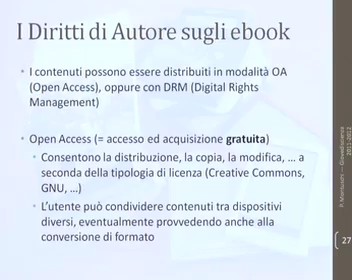 I Diritti di Autore sugli ebook
• I contenuti possono essere distribuiti in modalità OA
(Open Access), oppure con DRM (Digital Rights
Management)
• Open Access (= accesso ed acquisizione gratuita)
• Consentono la distribuzione, la copia, la modifica, ... a
seconda della tipologia di licenza (Creative Commons,
GNU, ...)
• L'utente può condividere contenuti tra dispositivi
diversi, eventualmente provvedendo anche alla
conversione di formato
2011-2012
27